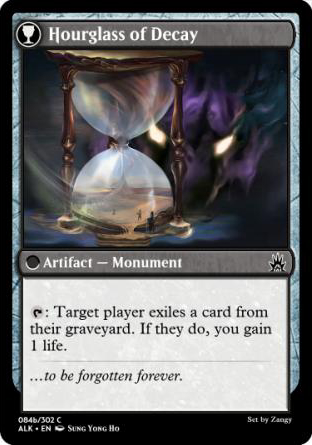 Hourglass of Decay
Artifact — Monument
: Target player exiles a card from
their graveyard. If they do, you gain
1 life.
…to be forgotten forever.
084b/302 C
ALK • EN Sung Yong Ho
Set by Zangy